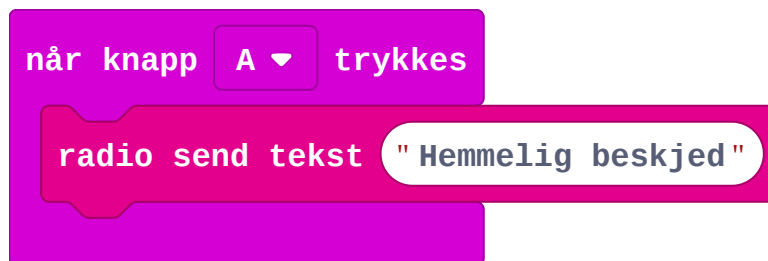 når knapp A trykkes
radio send tekst "Hemmelig beskjed"